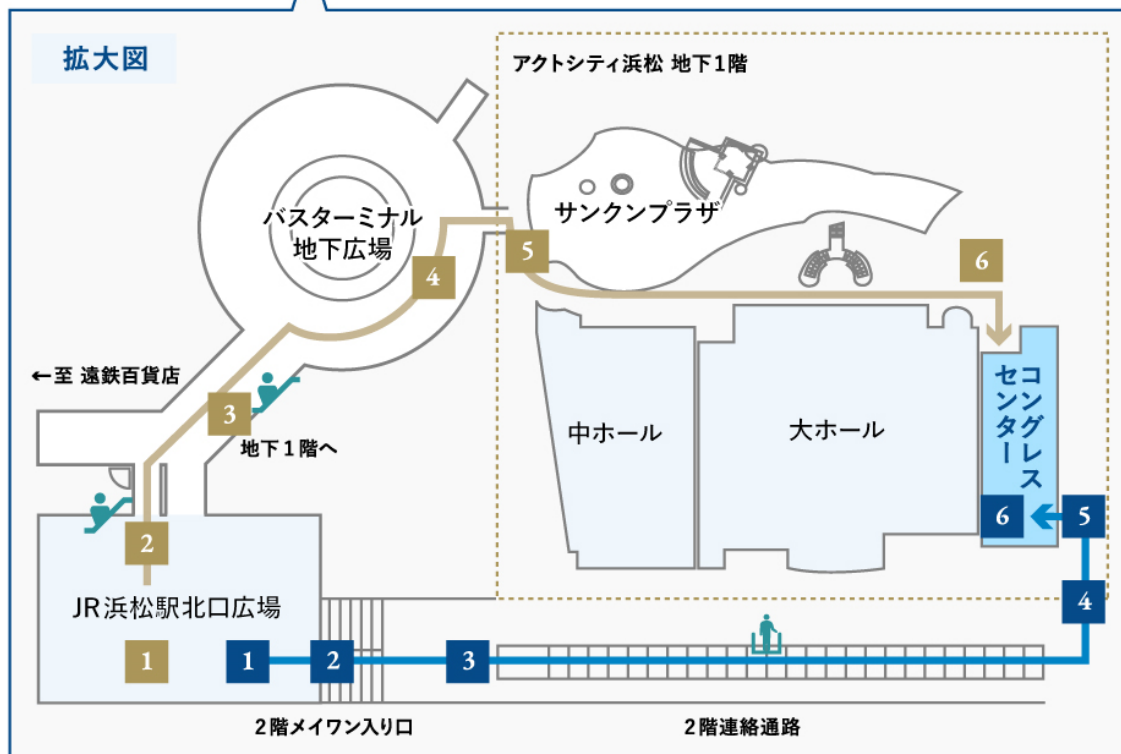 拡大図
アクトシティ浜松 地下1階
バスターミナル
地下広場
サンクンプラザ
4
5
6
←至 遠鉄百貨店
3
地下1階へ
中ホール
大ホール
コングレス
センター
2
6
5
JR浜松駅北口広場
4
1
1
2
3
2階メイワン入り口
2階連絡通路